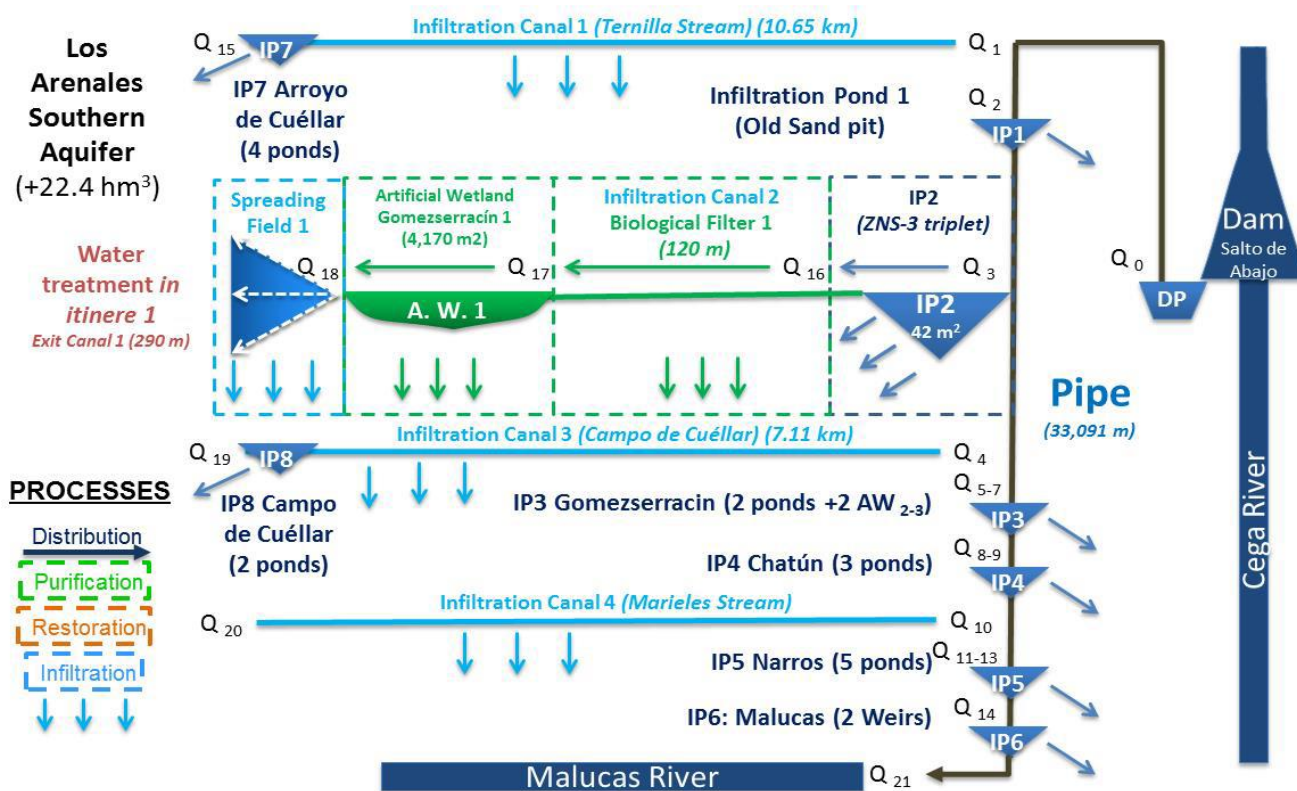 Los
Arenales
Southern
Aquifer
(+22.4 hm³)
Infiltration Canal 1 (Ternilla Stream) (10.65 km)
Q 15
IP7
Q 1
IP7 Arroyo
de Cuéllar
(4 ponds)
Infiltration Pond 1
(Old Sand pit)
Q 2
IP1
Water
treatment in
itinere 1
Exit Canal 1 (290 m)
Spreading
Field 1
Artificial Wetland
Gomezserracín 1
(4,170 m2)
Infiltration Canal 2
Biological Filter 1
(120 m)
IP2
(ZNS-3 triplet)
Q 18
Q 17
Q 16
Q 3
A. W. 1
IP2
42 m²
Q 0
DP
Dam
Salto de
Abajo
Pipe
(33,091 m)
Cega River
Infiltration Canal 3 (Campo de Cuéllar) (7.11 km)
Q 19
IP8
Q 4
IP8 Campo
de Cuéllar
(2 ponds)
Q 5-7
IP3 Gomezserracin (2 ponds +2 AW 2-3)
IP3
Q 8-9
IP4 Chatún (3 ponds)
IP4
Infiltration Canal 4 (Marieles Stream)
Q 20
Q 10
Q 11-13
IP5 Narros (5 ponds)
IP5
Q 14
IP6: Malucas (2 Weirs)
IP6
Malucas River
Q 21
PROCESSES
Distribution
Purification
Restoration
Infiltration